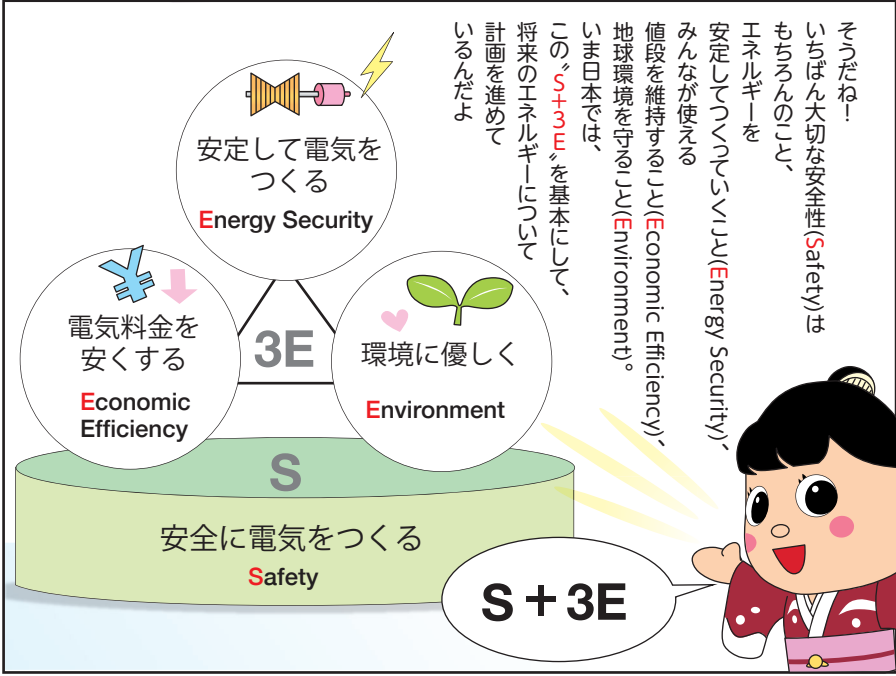 そうだね！
いちばん大切な安全性(Safety)は
もちろんのこと、
エネルギーを
安定してつくっていくこと(Energy Security)、
みんなが使える
値段を維持すること(Economic Efficiency)、
地球環境を守ること(Environment)。
いま日本では、
この〝S+3E〟を基本にして、
将来のエネルギーについて
計画を進めて
いるんだよ
安定して電気を
つくる
Energy Security
電気料金を
安くする
Economic
Efficiency
3E
環境に優しく
Environment
S
安全に電気をつくる
Safety
S+3E